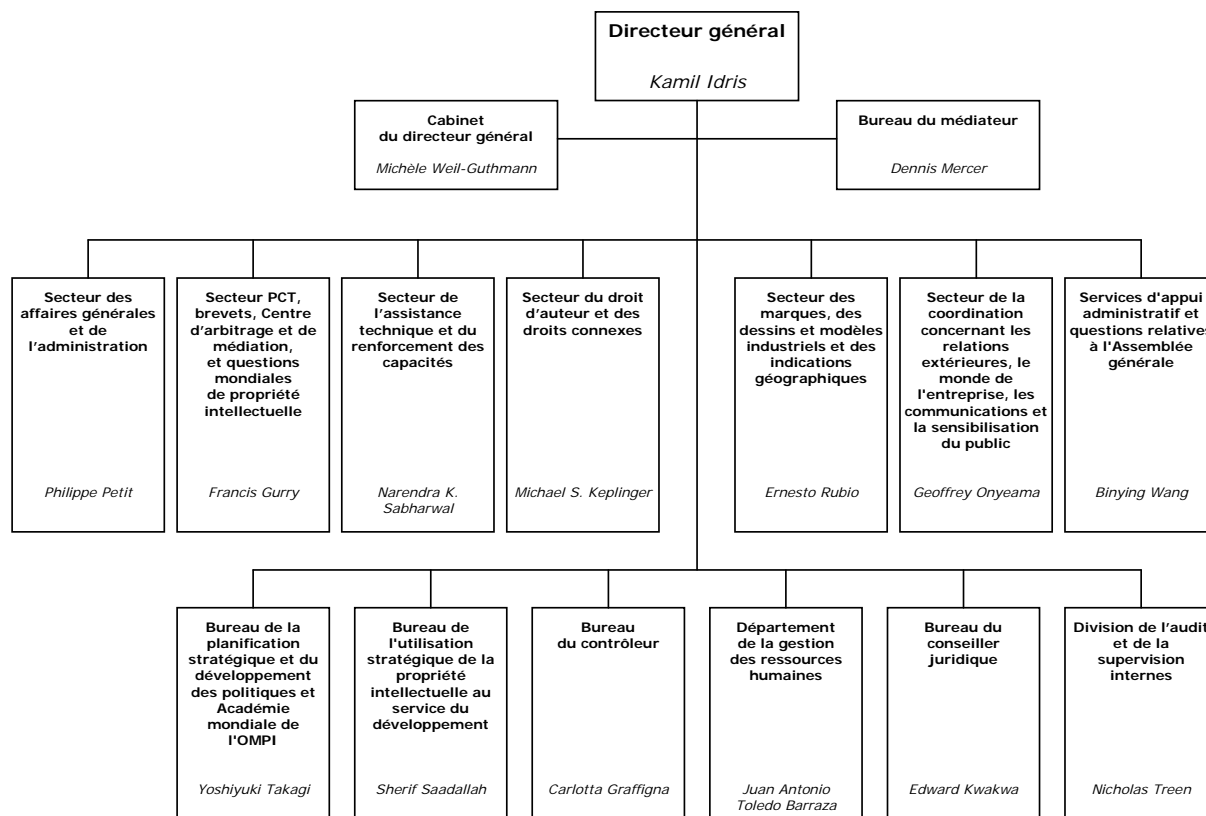 Directeur général
Kamil Idris
Cabinet
du directeur général
Michèle Weil-Guthmann
Bureau du médiateur
Dennis Mercer
Secteur des
affaires générales
et de
l'administration
Philippe Petit
Secteur PCT,
brevets, Centre
d'arbitrage et de
médiation,
et questions
mondiales
de propriété
intellectuelle
Francis Gurry
Secteur de
l'assistance
technique et du
renforcement des
capacités
Narendra K.
Sabharwal
Secteur du droit
d'auteur et des
droits connexes
Michael S. Keplinger
Secteur des
marques, des
dessins et modèles
industriels et des
indications
géographiques
Ernesto Rubio
Secteur de la
coordination
concernant les
relations
extérieures, le
monde de
l'entreprise, les
communications et
la sensibilisation
du public
Geoffrey Onyeama
Services d'appui
administratif et
questions relatives
à l'Assemblée
générale
Binying Wang
Bureau de la
planification
stratégique et du
développement
des politiques et
Académie
mondiale de
l'OMPI
Yoshiyuki Takagi
Bureau de
l'utilisation
stratégique de la
propriété
intellectuelle au
service du
développement
Sherif Saadallah
Bureau
du contrôleur
Carlotta Graffigna
Département
de la gestion
des ressources
humaines
Juan Antonio
Toledo Barraza
Bureau du
conseiller
juridique
Edward Kwakwa
Division de l'audit
et de la
supervision
internes
Nicholas Treen